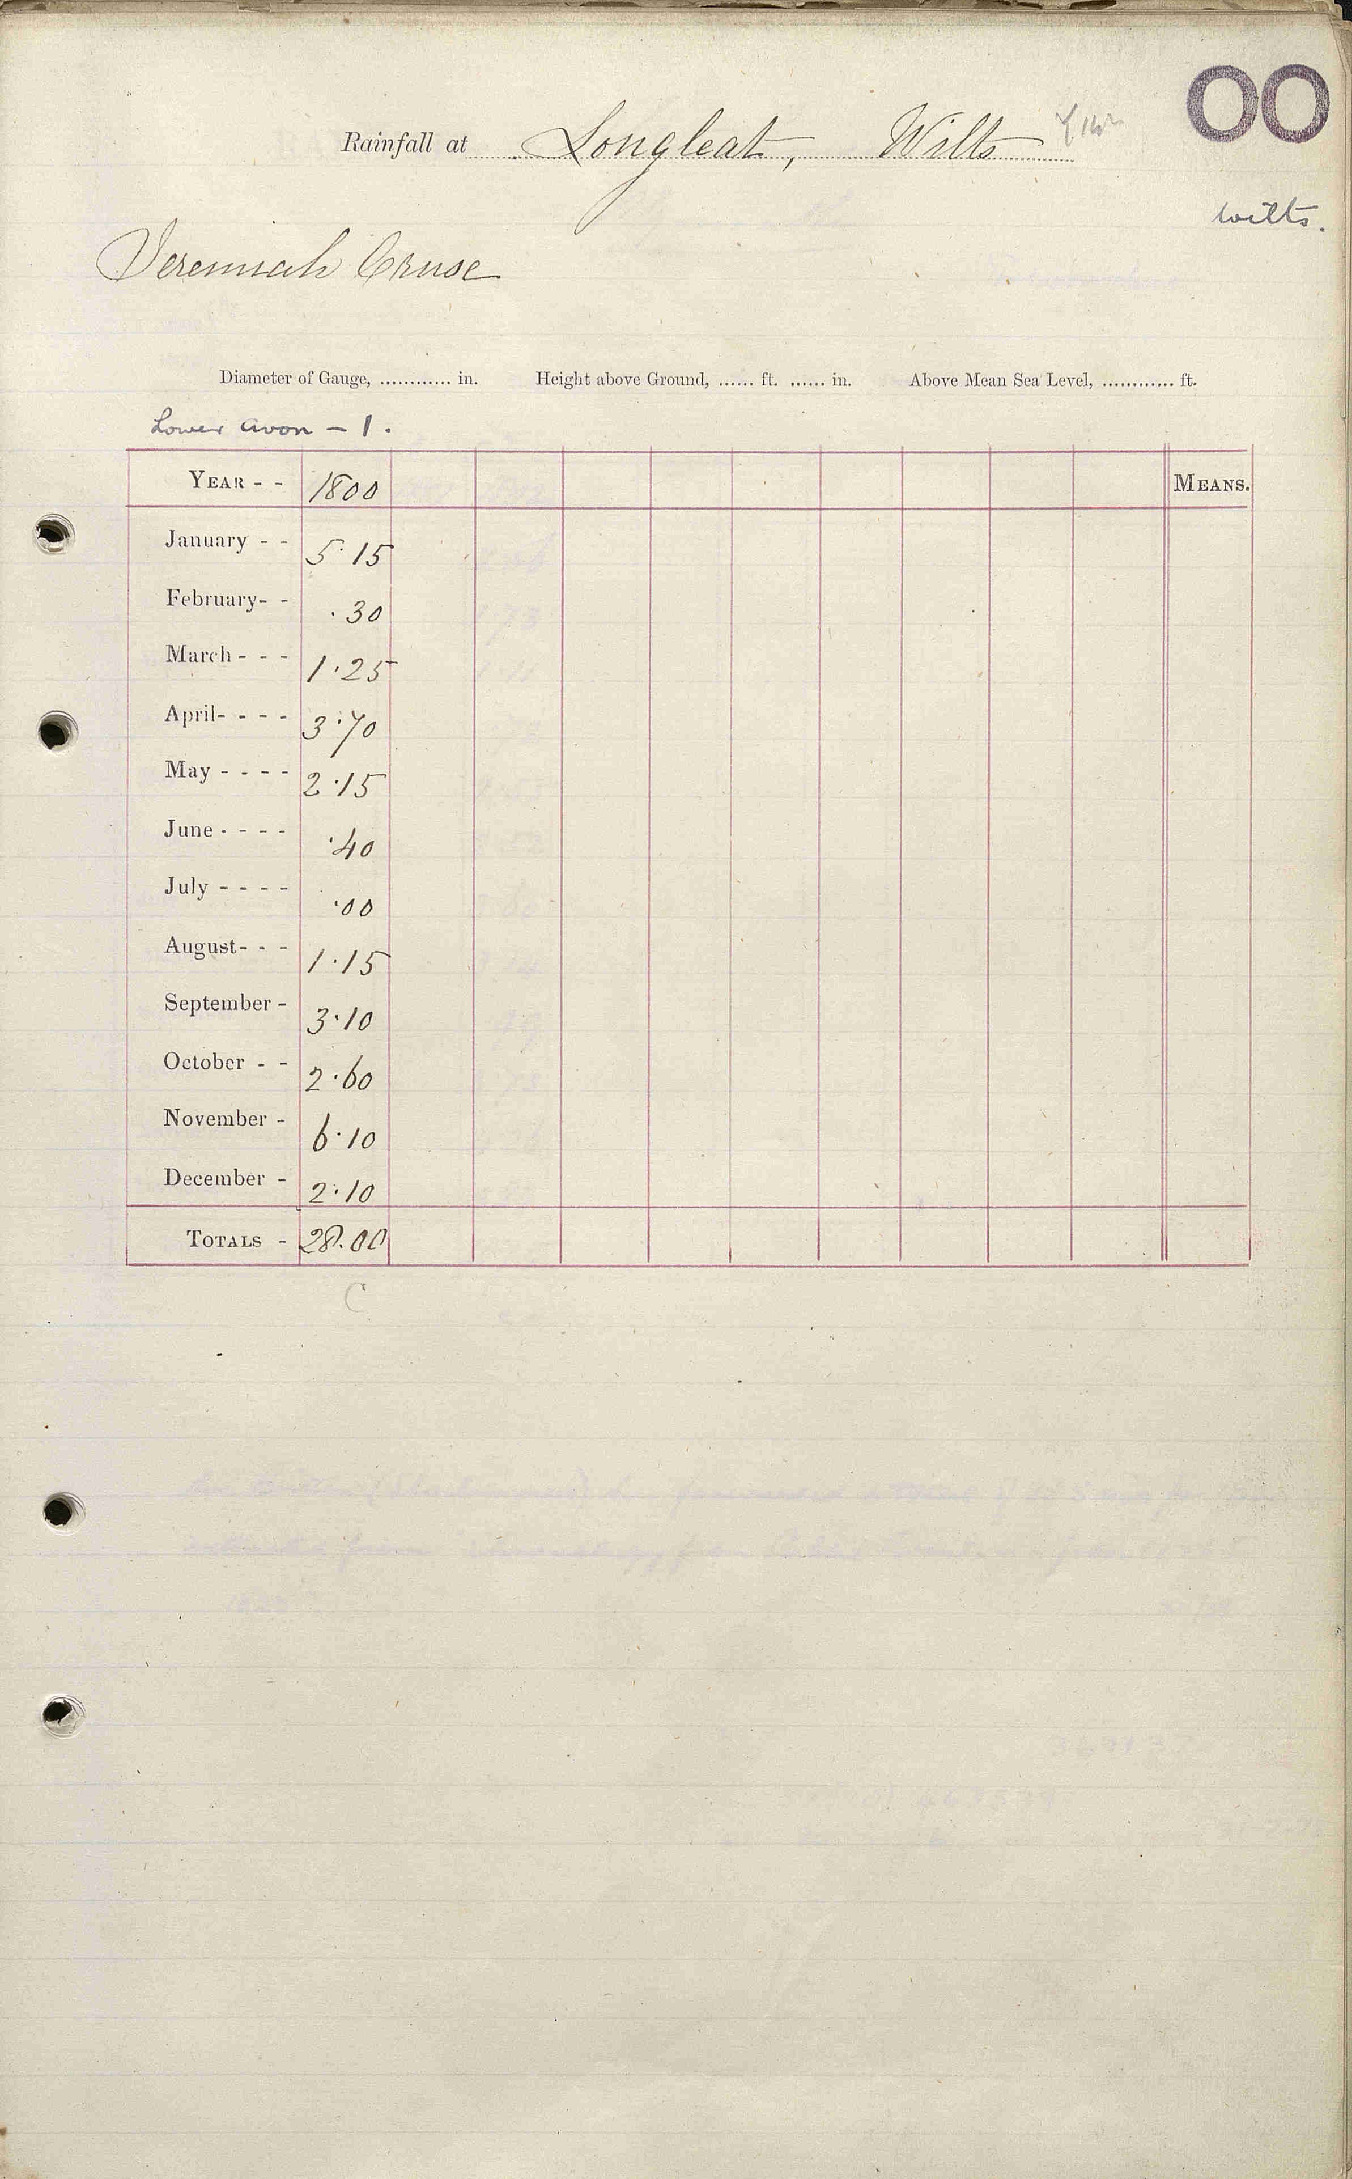 OO
Rainfall at Longleat, Wilts
Wilts.
Jeremiah Cruse
Diameter of Gauge, ............ in. Height above Ground, ...... ft. ...... in. Above Mean Sea Level, ............ ft.
Lower Avon - 1.
YEAR - - 1800 MEANS.
January - - 5.15
February- - .30
March - - - 1.25
April- - - - 3.70
May - - - - 2.15
June - - - - .40
July - - - - .00
August- - - 1.15
September - 3.10
October - - 2.60
November - 6.10
December - 2.10
TOTALS - 28.00
C